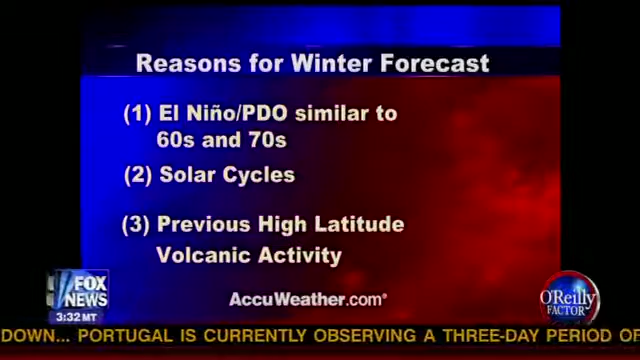 Reasons for Winter Forecast
(1) El Niño/PDO similar to
60s and 70s
(2) Solar Cycles
(3) Previous High Latitude
Volcanic Activity
AccuWeather.com®
FOX
NEWS
3:32 MT
O'Reilly
FACTOR
DOWN... PORTUGAL IS CURRENTLY OBSERVING A THREE-DAY PERIOD OF